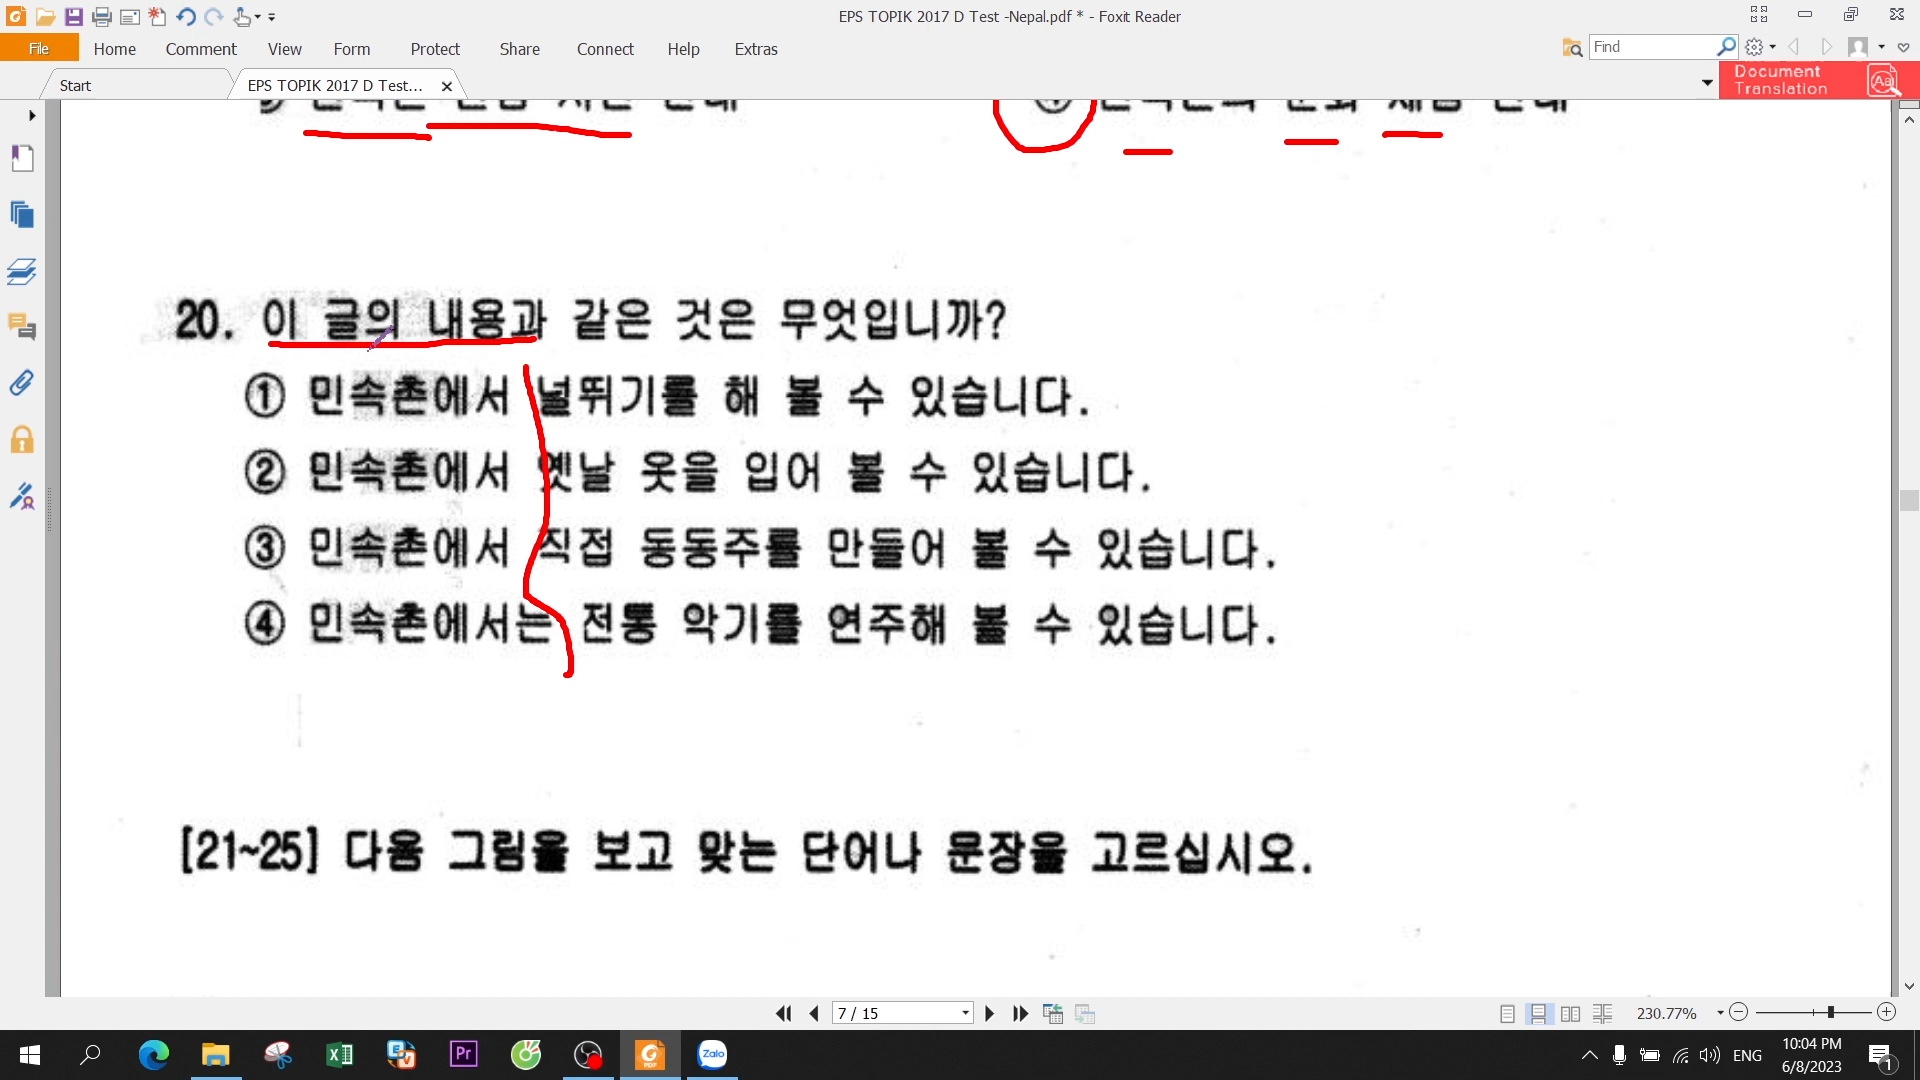 EPS TOPIK 2017 D Test -Nepal.pdf * - Foxit Reader
File Home Comment View Form Protect Share Connect Help Extras Find
Start EPS TOPIK 2017 D Test...
Document
Translation
20. 이 글의 내용과 같은 것은 무엇입니까?
① 민속촌에서 널뛰기를 해 볼 수 있습니다.
② 민속촌에서 옛날 옷을 입어 볼 수 있습니다.
③ 민속촌에서 직접 동동주를 만들어 볼 수 있습니다.
④ 민속촌에서는 전통 악기를 연주해 볼 수 있습니다.
[21~25] 다음 그림을 보고 맞는 단어나 문장을 고르십시오.
7 / 15 230.77%
ENG 10:04 PM
6/8/2023